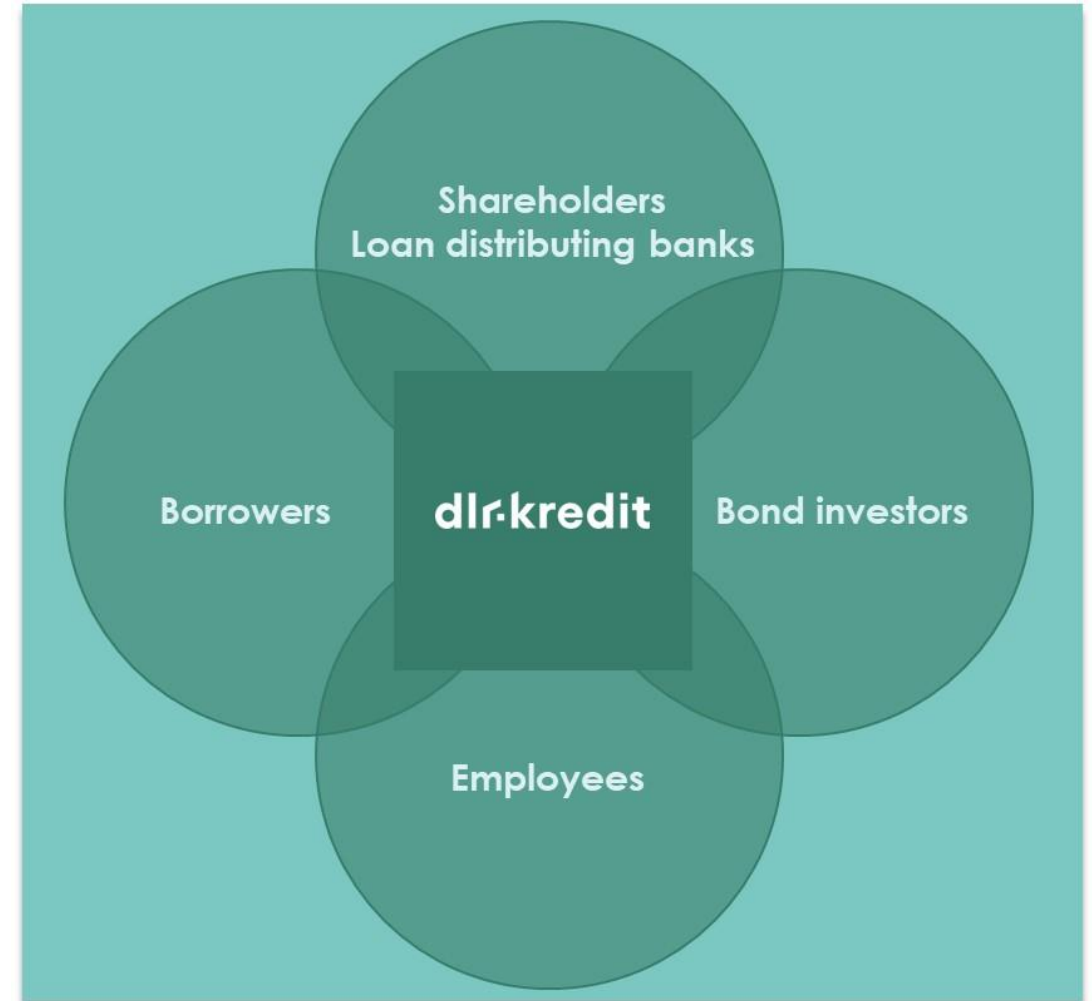 Shareholders
Loan distributing banks
Borrowers
dlr·kredit
Bond investors
Employees